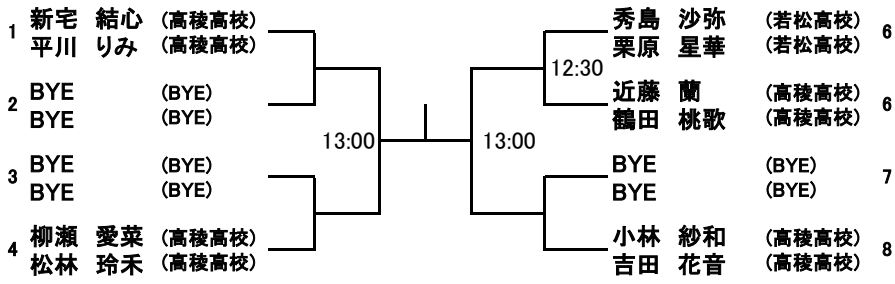 1 新宅 結心 (高稜高校)
平川 りみ (高稜高校)
2 BYE (BYE)
BYE (BYE)
3 BYE (BYE)
BYE (BYE)
4 柳瀬 愛菜 (高稜高校)
松林 玲禾 (高稜高校)
13:00
13:00
12:30
秀島 沙弥 (若松高校) 6
栗原 星華 (若松高校)
近藤 蘭 (高稜高校) 6
鶴田 桃歌 (高稜高校)
BYE (BYE) 7
BYE (BYE)
小林 紗和 (高稜高校) 8
吉田 花音 (高稜高校)